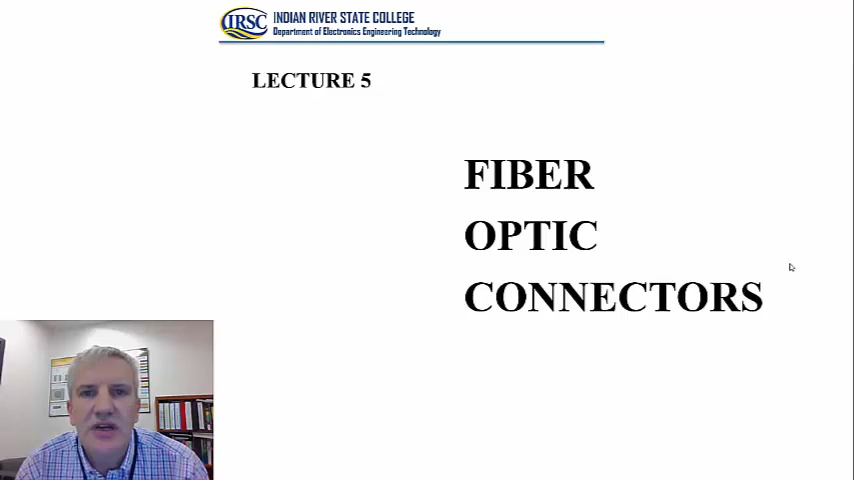 IRSC
INDIAN RIVER STATE COLLEGE
Department of Electronics Engineering Technology
LECTURE 5
FIBER
OPTIC
CONNECTORS